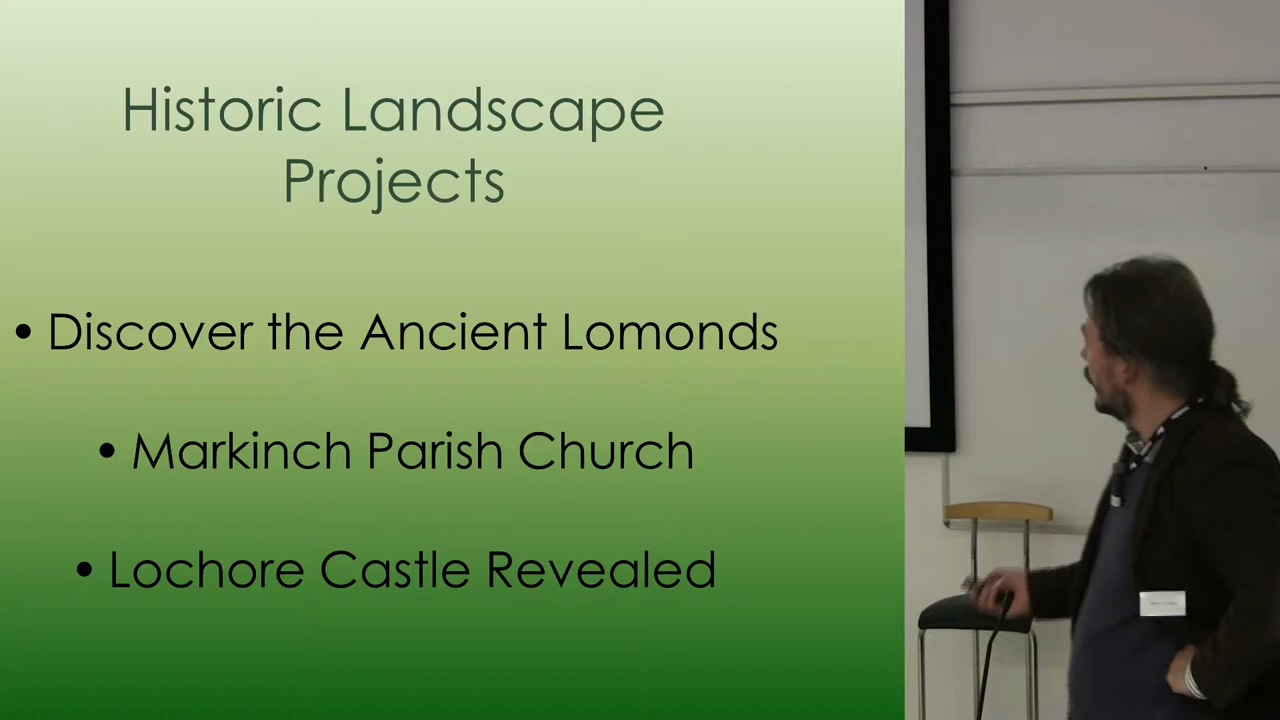 Historic Landscape
Projects
• Discover the Ancient Lomonds
• Markinch Parish Church
• Lochore Castle Revealed